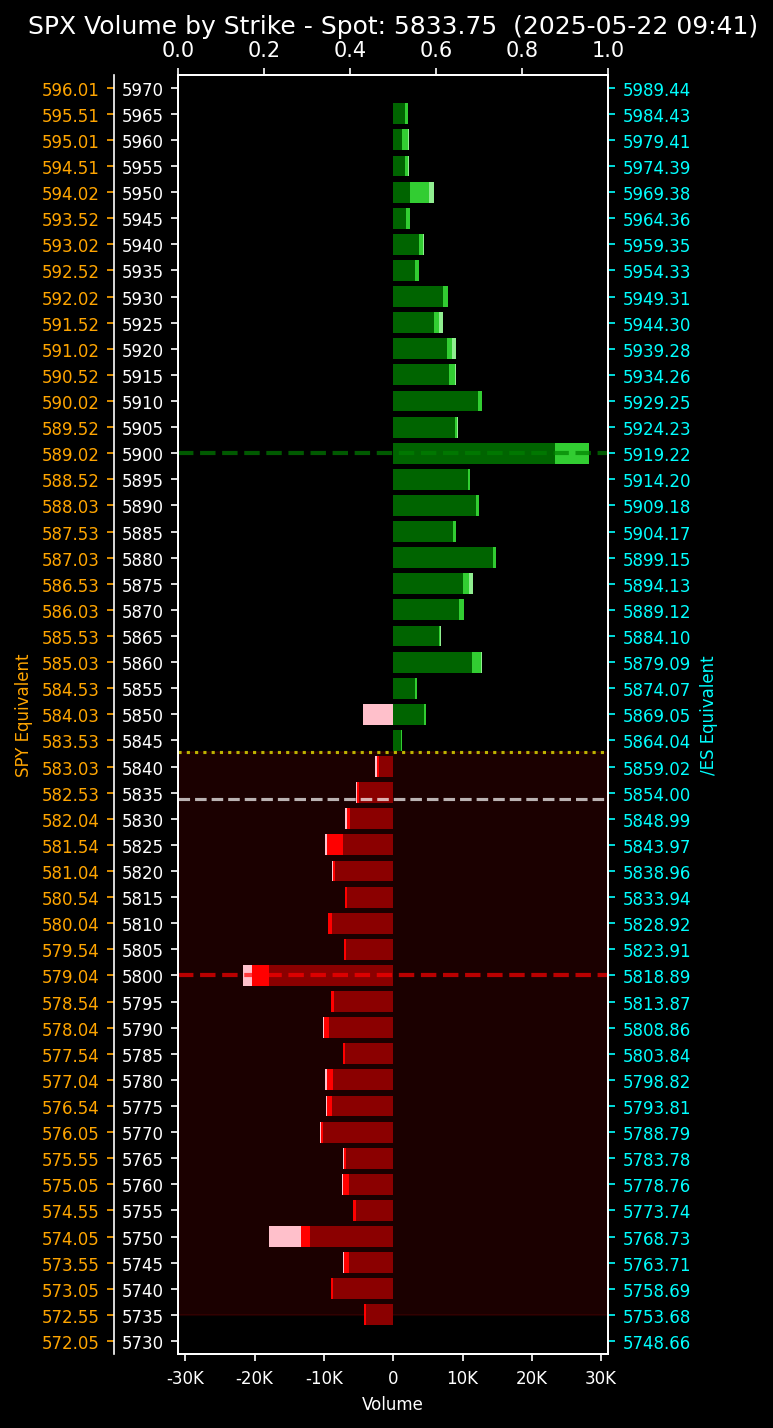 SPX Volume by Strike - Spot: 5833.75  (2025-05-22 09:41)
0.0 0.2 0.4 0.6 0.8 1.0
596.01 5970 5989.44
595.51 5965 5984.43
595.01 5960 5979.41
594.51 5955 5974.39
594.02 5950 5969.38
593.52 5945 5964.36
593.02 5940 5959.35
592.52 5935 5954.33
592.02 5930 5949.31
591.52 5925 5944.30
591.02 5920 5939.28
590.52 5915 5934.26
590.02 5910 5929.25
589.52 5905 5924.23
589.02 5900 5919.22
588.52 5895 5914.20
588.03 5890 5909.18
587.53 5885 5904.17
587.03 5880 5899.15
586.53 5875 5894.13
586.03 5870 5889.12
585.53 5865 5884.10
585.03 5860 5879.09
584.53 5855 5874.07
584.03 5850 5869.05
583.53 5845 5864.04
583.03 5840 5859.02
582.53 5835 5854.00
582.04 5830 5848.99
581.54 5825 5843.97
581.04 5820 5838.96
580.54 5815 5833.94
580.04 5810 5828.92
579.54 5805 5823.91
579.04 5800 5818.89
578.54 5795 5813.87
578.04 5790 5808.86
577.54 5785 5803.84
577.04 5780 5798.82
576.54 5775 5793.81
576.05 5770 5788.79
575.55 5765 5783.78
575.05 5760 5778.76
574.55 5755 5773.74
574.05 5750 5768.73
573.55 5745 5763.71
573.05 5740 5758.69
572.55 5735 5753.68
572.05 5730 5748.66
SPY Equivalent
/ES Equivalent
-30K -20K -10K 0 10K 20K 30K
Volume